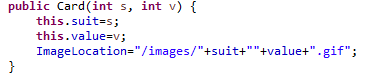 public Card(int s, int v) {
this.suit=s;
this.value=v;
ImageLocation="/images/"+suit+""+value+".gif";
}